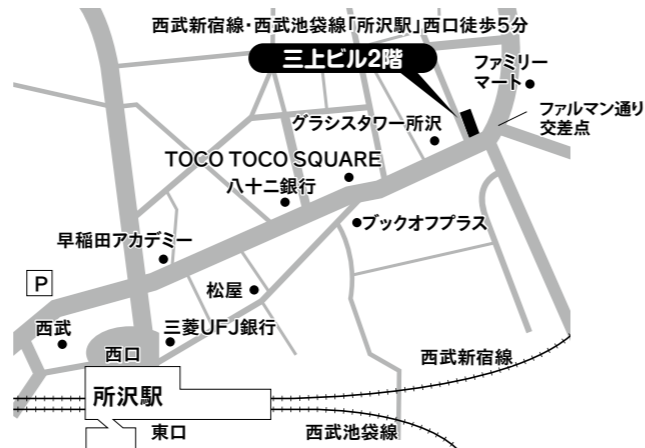 西武新宿線・西武池袋線「所沢駅」西口徒歩5分
三上ビル2階
ファミリー
マート
ファルマン通り
交差点
グラシスタワー所沢
TOCO TOCO SQUARE
八十二銀行
ブックオフプラス
早稲田アカデミー
P
松屋
西武
三菱UFJ銀行
西口
西武新宿線
所沢駅
東口
西武池袋線